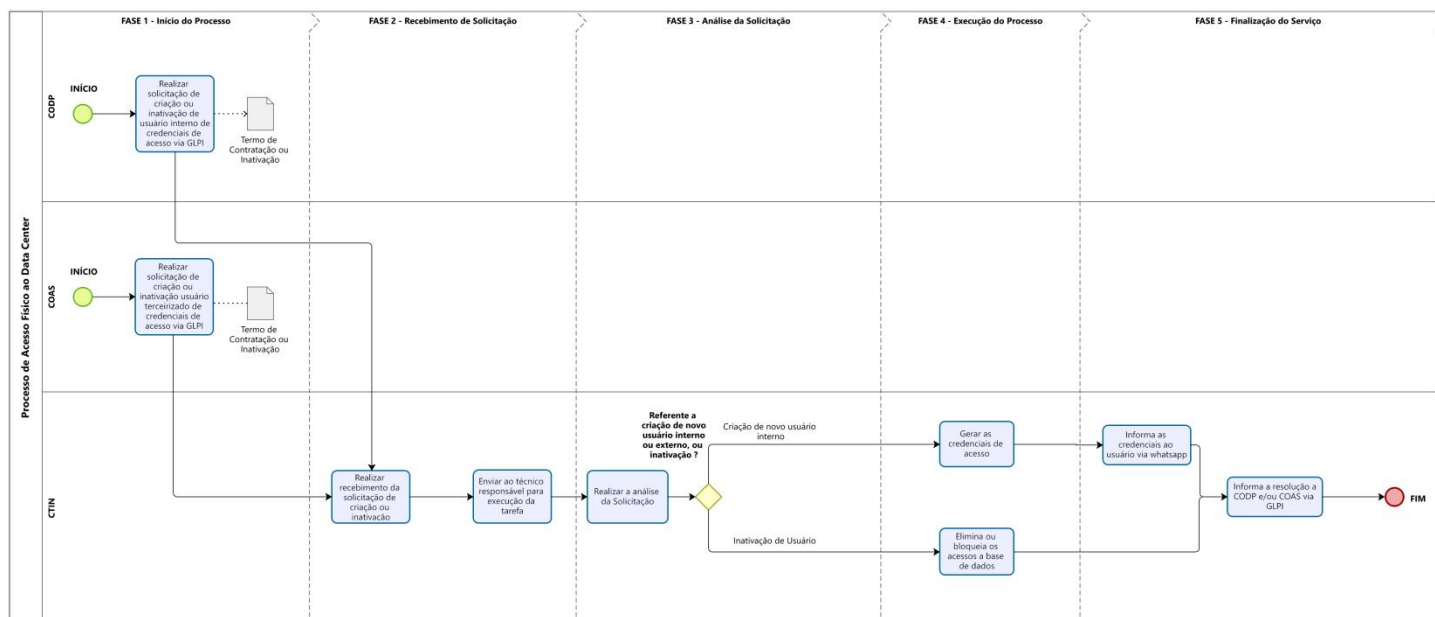 FASE 1 - Início do Processo
FASE 2 - Recebimento de Solicitação
FASE 3 - Análise da Solicitação
FASE 4 - Execução do Processo
FASE 5 - Finalização do Serviço
Processo de Acesso Físico ao Data Center
CODP
INÍCIO
Realizar
solicitação de
criação ou
inativação de
usuário interno de
credenciais de
acesso via GLPI
Termo de
Contratação ou
Inativação
COAS
INÍCIO
Realizar
solicitação de
criação ou
inativação usuário
terceirizado de
credenciais de
acesso via GLPI
Termo de
Contratação ou
Inativação
CTIN
Realizar
recebimento da
solicitação de
criação ou
inativação
Enviar ao técnico
responsável para
execução da
tarefa
Realizar a análise
da Solicitação
Referente a
criação de novo
usuário interno
ou externo, ou
inativação ?
Criação de novo usuário
interno
Inativação de Usuário
Gerar as
credenciais de
acesso
Elimina ou
bloqueia os
acessos a base
de dados
Informa as
credenciais ao
usuário via whatsapp
Informa a resolução a
CODP e/ou COAS via
GLPI
FIM